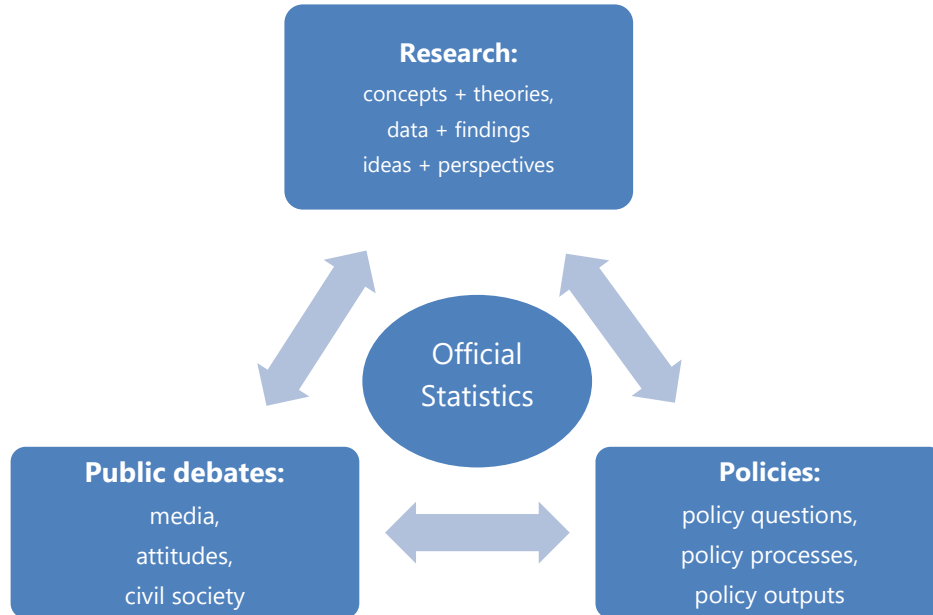 Research:
concepts + theories,
data + findings
ideas + perspectives
Official
Statistics
Public debates:
media,
attitudes,
civil society
Policies:
policy questions,
policy processes,
policy outputs